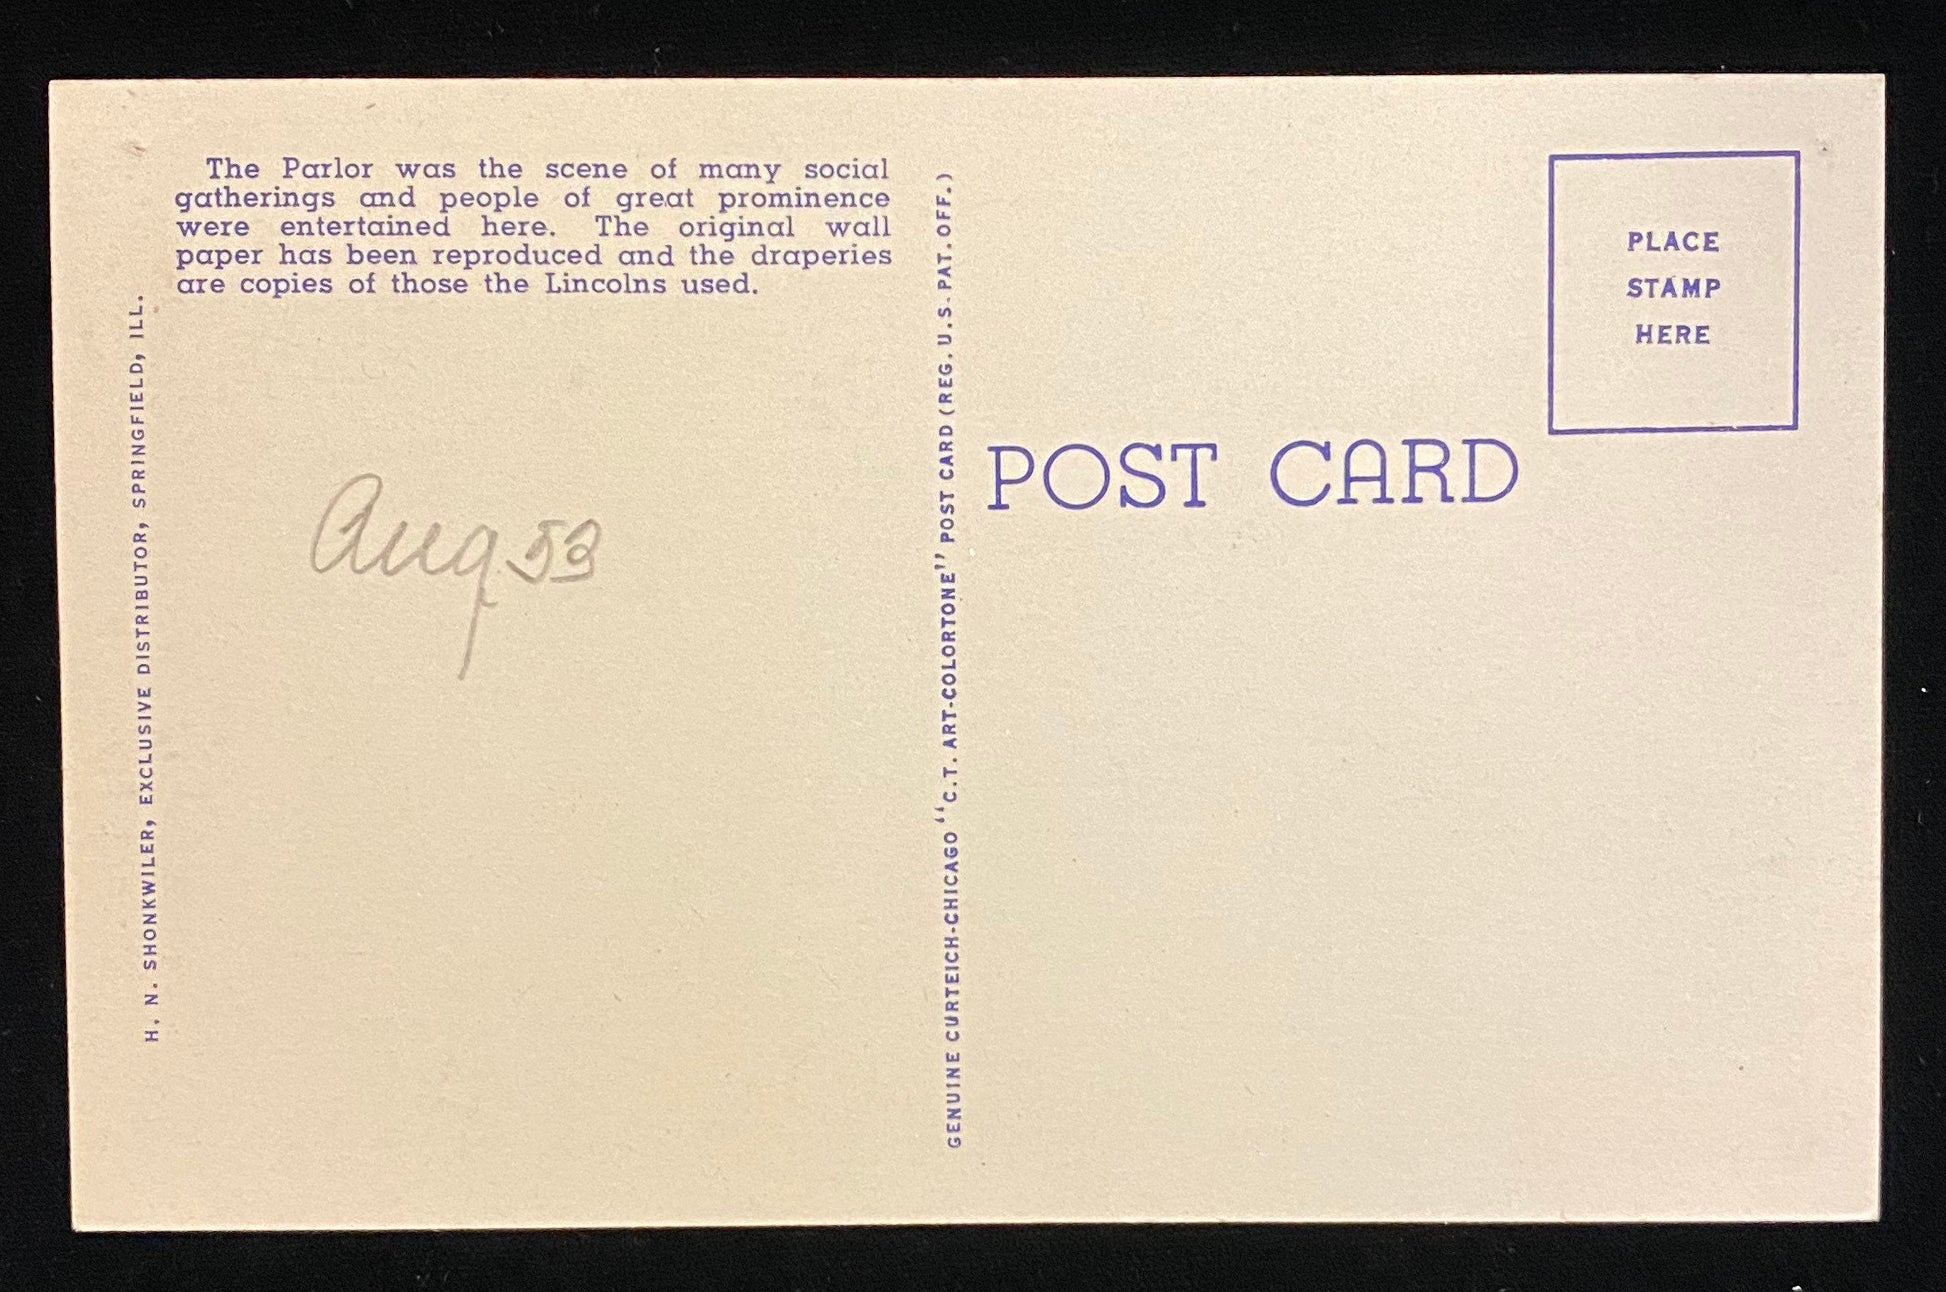 The Parlor was the scene of many social
gatherings and people of great prominence
were entertained here. The original wall
paper has been reproduced and the draperies
are copies of those the Lincolns used.
Aug 53
H. N. SHONKWILER, EXCLUSIVE DISTRIBUTOR, SPRINGFIELD, ILL.
GENUINE CURTEICH-CHICAGO "C.T. ART-COLORTONE" POST CARD (REG. U.S. PAT. OFF.)
POST CARD
PLACE
STAMP
HERE